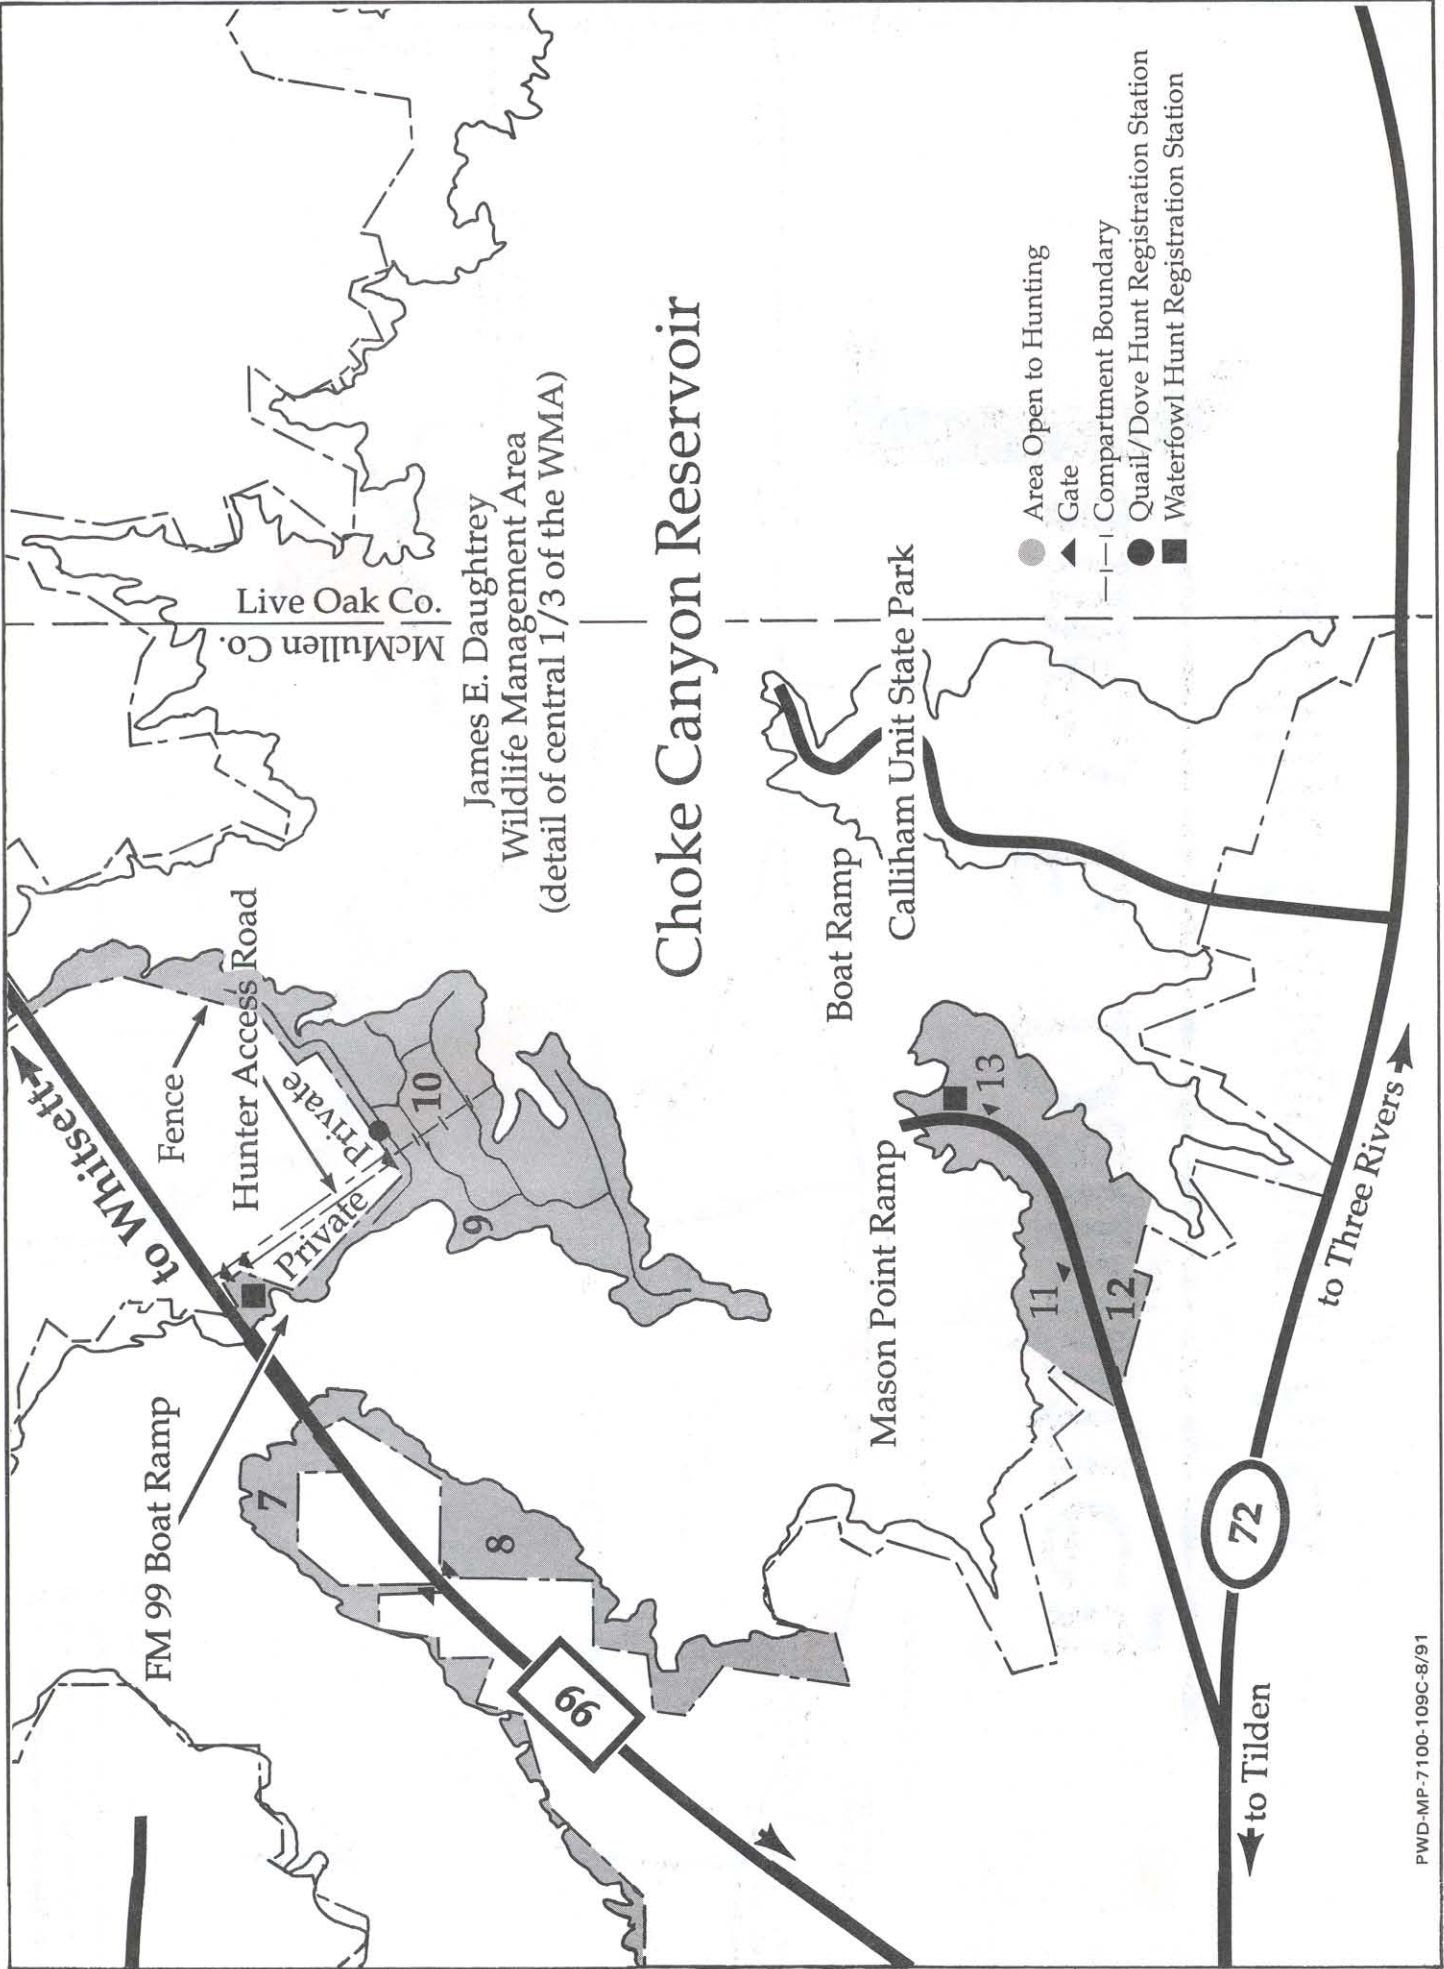 to Whitsett
Fence
Hunter Access Road
Private
Private
FM 99 Boat Ramp
7
8
9
10
99
Live Oak Co.
McMullen Co.
James E. Daughtrey
Wildlife Management Area
(detail of central 1/3 of the WMA)
Choke Canyon Reservoir
Boat Ramp
Calliham Unit State Park
Mason Point Ramp
11
12
13
Area Open to Hunting
Gate
Compartment Boundary
Quail/Dove Hunt Registration Station
Waterfowl Hunt Registration Station
72
to Tilden
to Three Rivers
PWD-MP-7100-109C-8/91